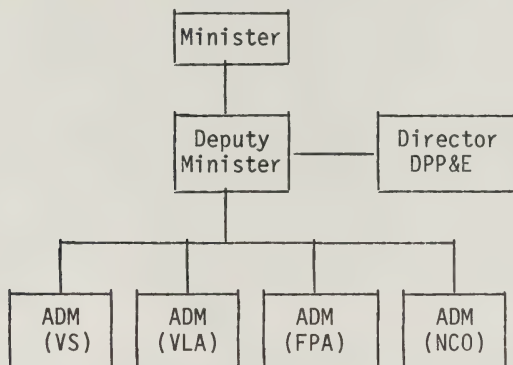 Minister
Deputy
Minister
Director
DPP&E
ADM
(VS)
ADM
(VLA)
ADM
(FPA)
ADM
(NCO)